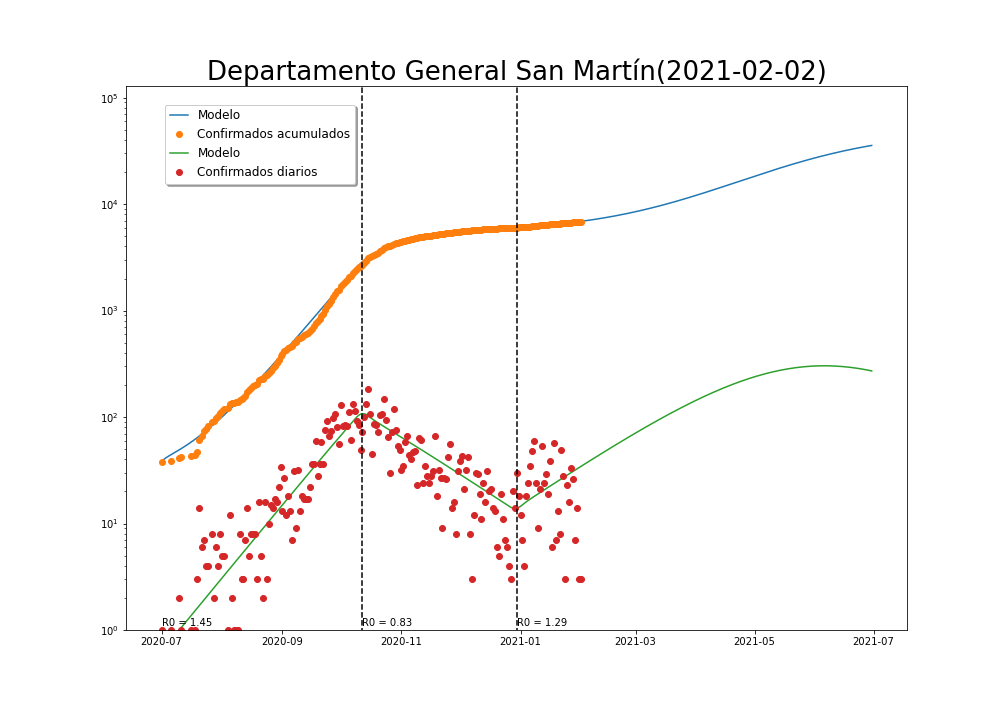 Departamento General San Martín(2021-02-02)
Modelo
Confirmados acumulados
Modelo
Confirmados diarios
10⁵
10⁴
10³
10²
10¹
10⁰
R0 = 1.45 R0 = 0.83 R0 = 1.29
2020-07 2020-09 2020-11 2021-01 2021-03 2021-05 2021-07